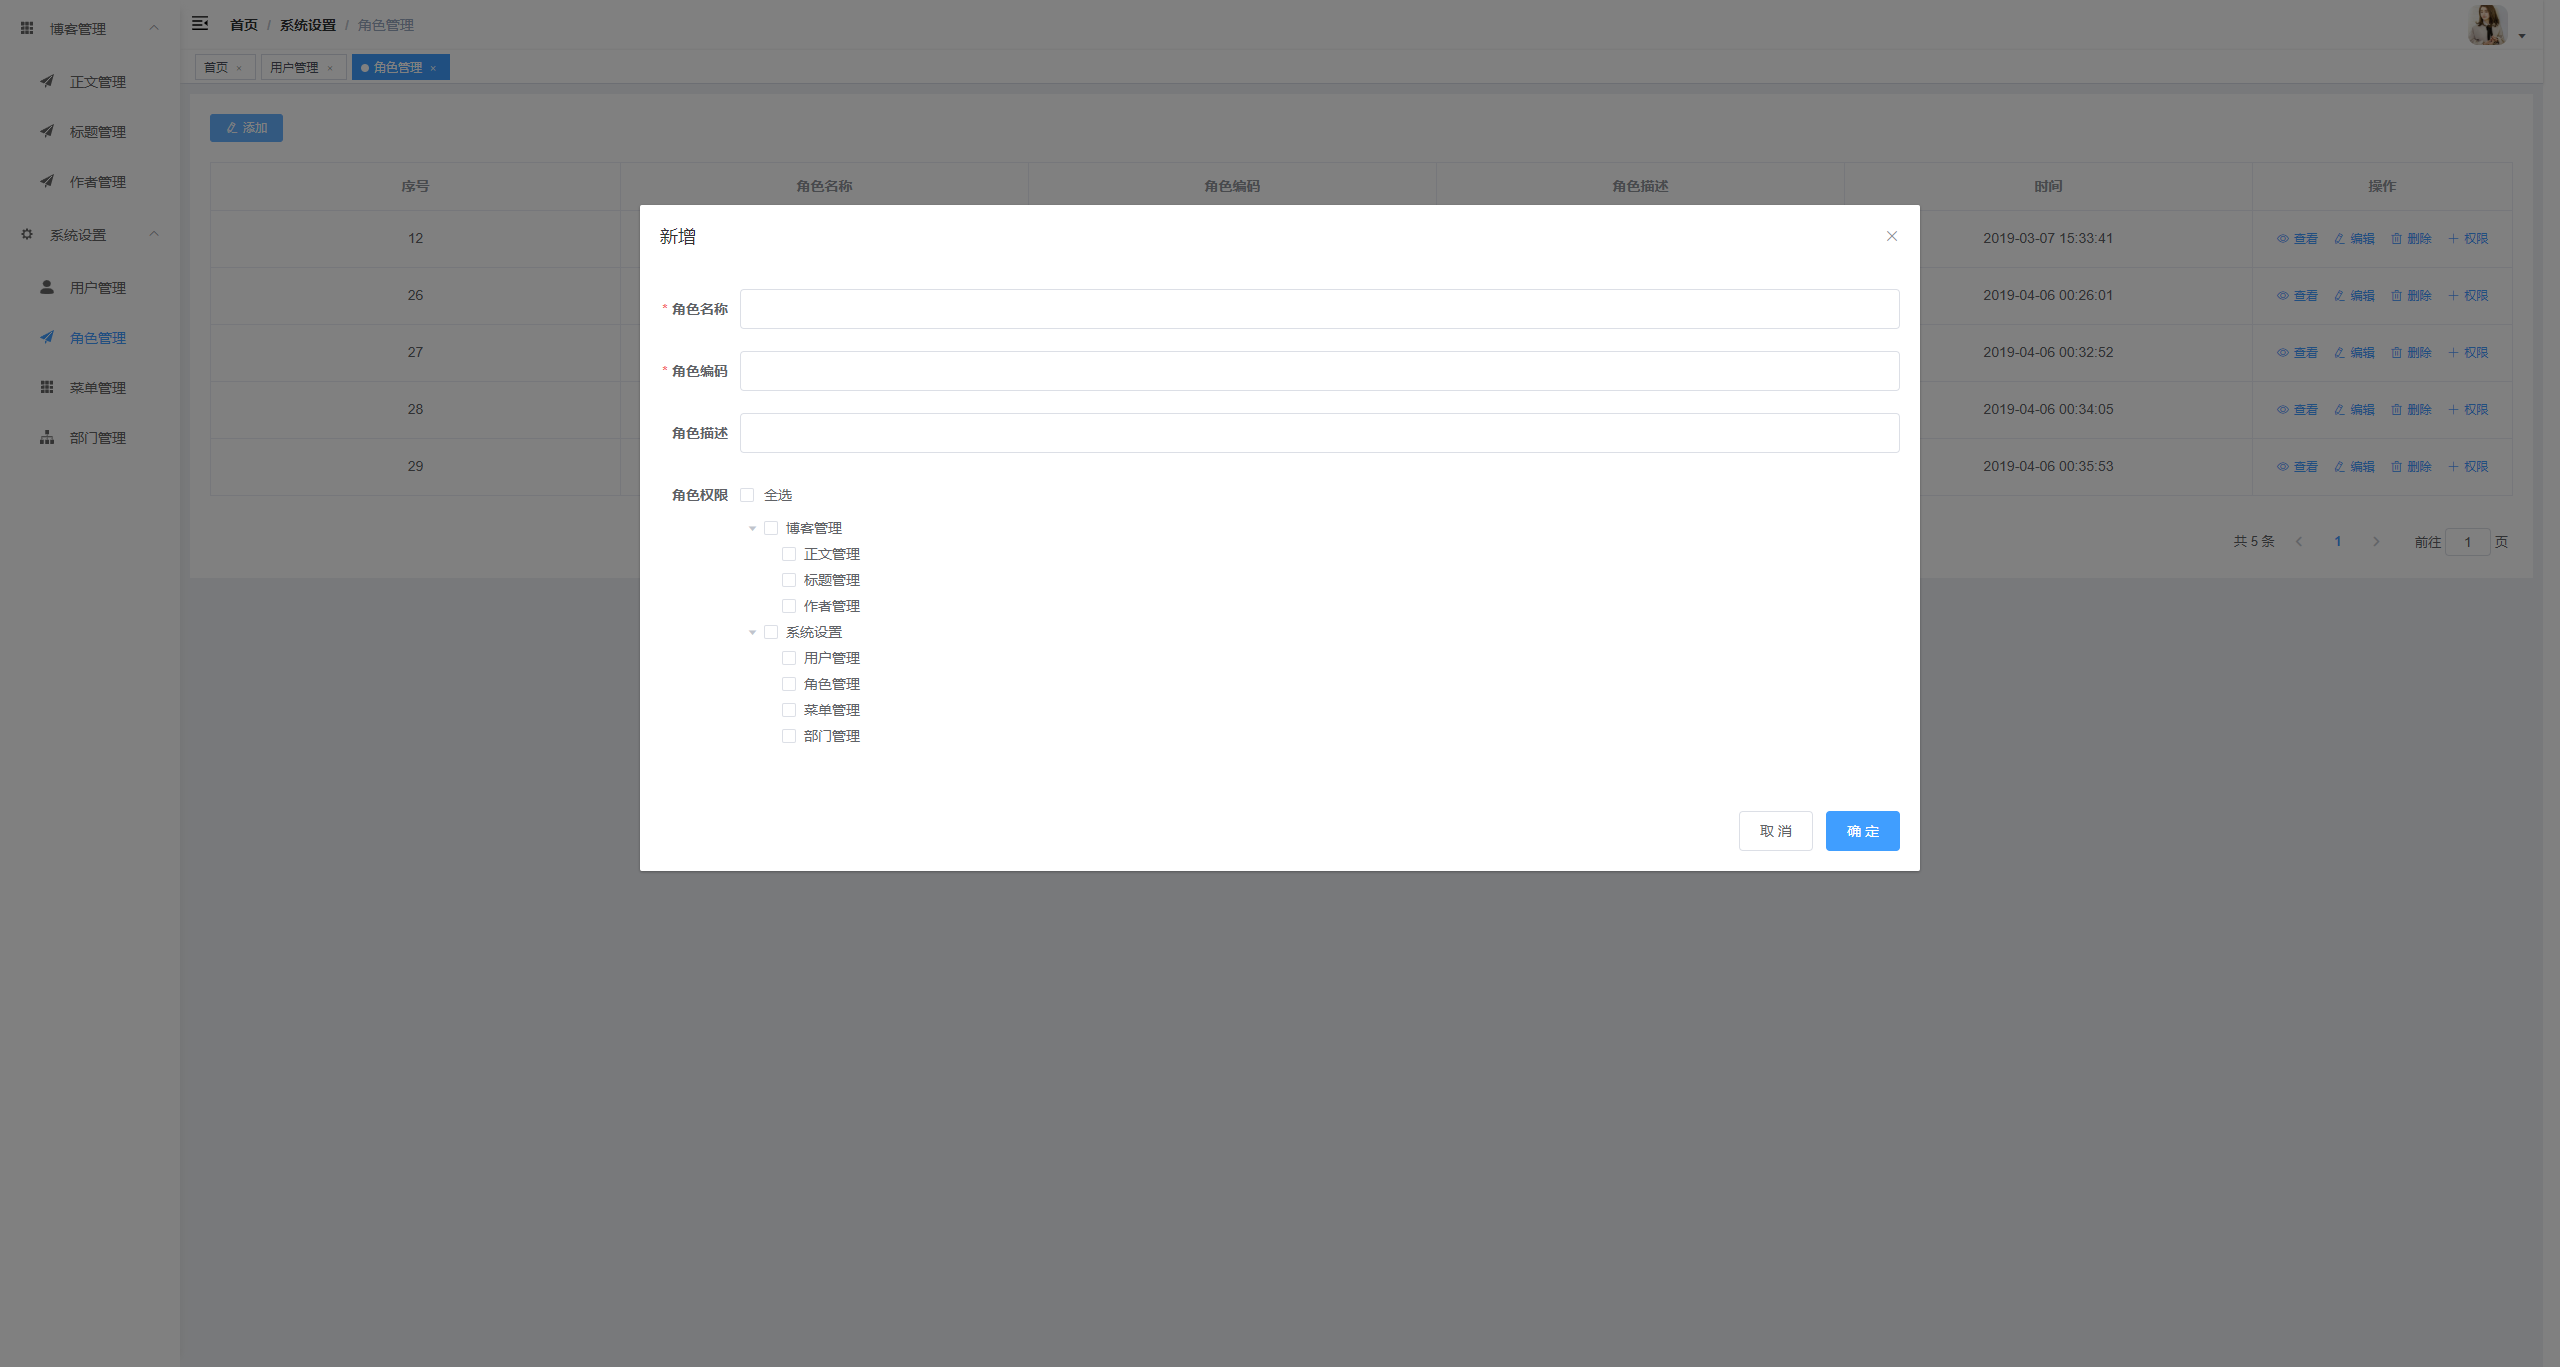 博客管理
正文管理
标题管理
作者管理
系统设置
用户管理
角色管理
菜单管理
部门管理
首页 / 系统设置 / 角色管理
首页 × 用户管理 × 角色管理 ×
添加
序号 角色名称 角色编码 角色描述 时间 操作
12 2019-03-07 15:33:41 查看 编辑 删除 权限
26 2019-04-06 00:26:01 查看 编辑 删除 权限
27 2019-04-06 00:32:52 查看 编辑 删除 权限
28 2019-04-06 00:34:05 查看 编辑 删除 权限
29 2019-04-06 00:35:53 查看 编辑 删除 权限
共 5 条 1 前往 1 页
新增
* 角色名称
* 角色编码
角色描述
角色权限 全选
博客管理
正文管理
标题管理
作者管理
系统设置
用户管理
角色管理
菜单管理
部门管理
取 消 确 定